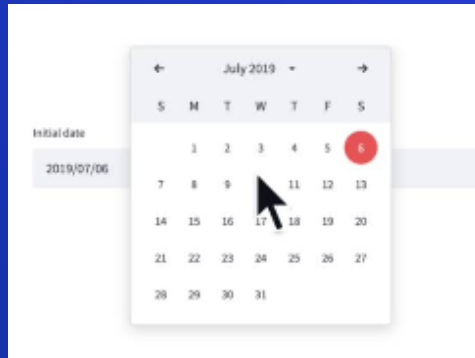 ← July 2019 →
S M T W T F S
Initial date
1 2 3 4 5 6
2019/07/06
7 8 9 11 12 13
14 15 16 17 18 19 20
21 22 23 24 25 26 27
28 29 30 31